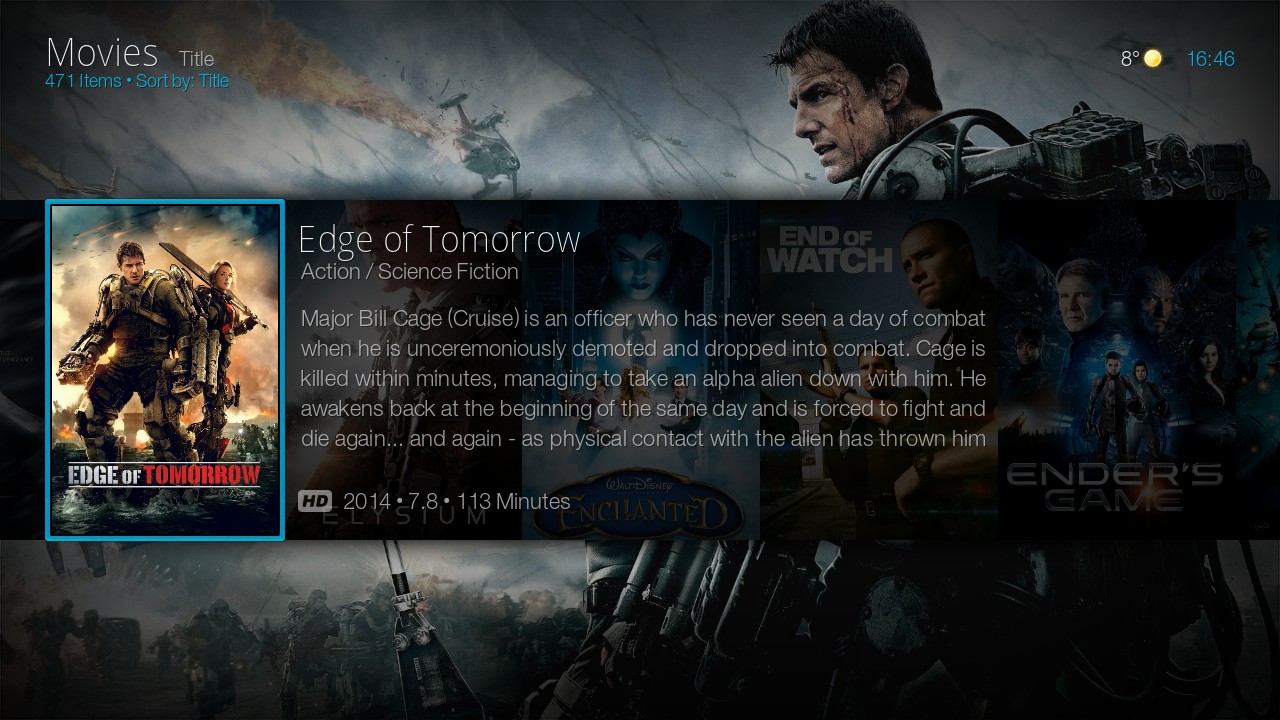 Movies Title
471 Items • Sort by: Title
8° 16:46
Edge of Tomorrow
Action / Science Fiction
Major Bill Cage (Cruise) is an officer who has never seen a day of combat
when he is unceremoniously demoted and dropped into combat. Cage is
killed within minutes, managing to take an alpha alien down with him. He
awakens back at the beginning of the same day and is forced to fight and
die again... and again - as physical contact with the alien has thrown him
HD 2014 • 7.8 • 113 Minutes
EDGE OF TOMORROW
ELYSIUM
WALT DISNEY
ENCHANTED
END OF
WATCH
ENDER'S
GAME